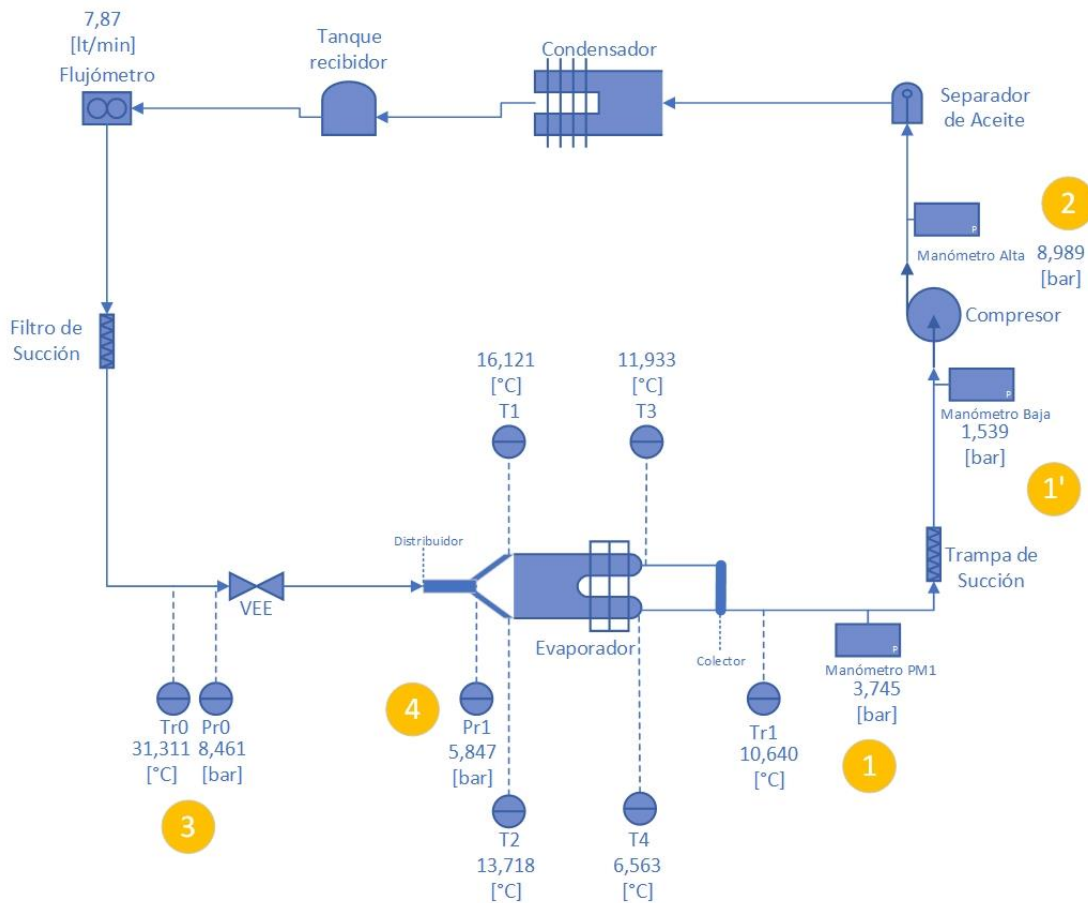 7,87
[lt/min]
Flujómetro
Tanque
recibidor
Condensador
Separador
de Aceite
2
P
Manómetro Alta
8,989
[bar]
Compresor
P
Manómetro Baja
1,539
[bar]
1'
Filtro de
Succión
16,121
[°C]
T1
11,933
[°C]
T3
Trampa de
Succión
Distribuidor
VEE
Evaporador
Colector
P
Manómetro PM1
3,745
[bar]
1
Tr0
31,311
[°C]
Pr0
8,461
[bar]
3
4
Pr1
5,847
[bar]
Tr1
10,640
[°C]
T2
13,718
[°C]
T4
6,563
[°C]